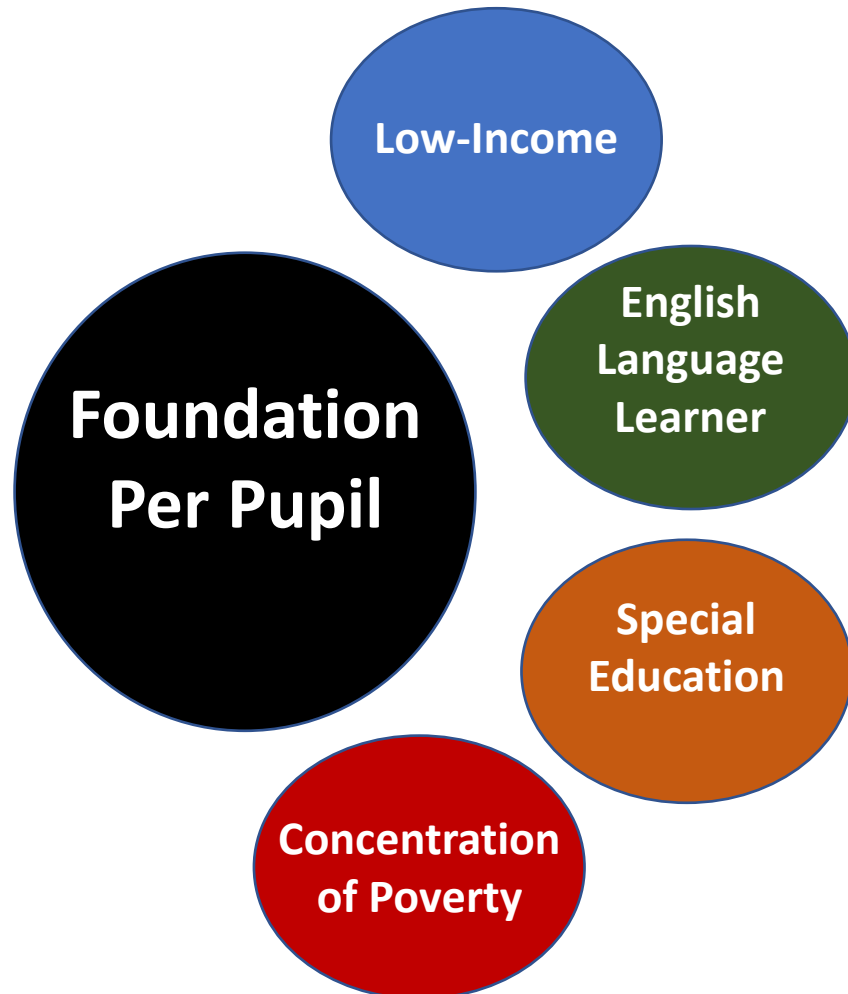 Low-Income
English
Language
Learner
Foundation
Per Pupil
Special
Education
Concentration
of Poverty